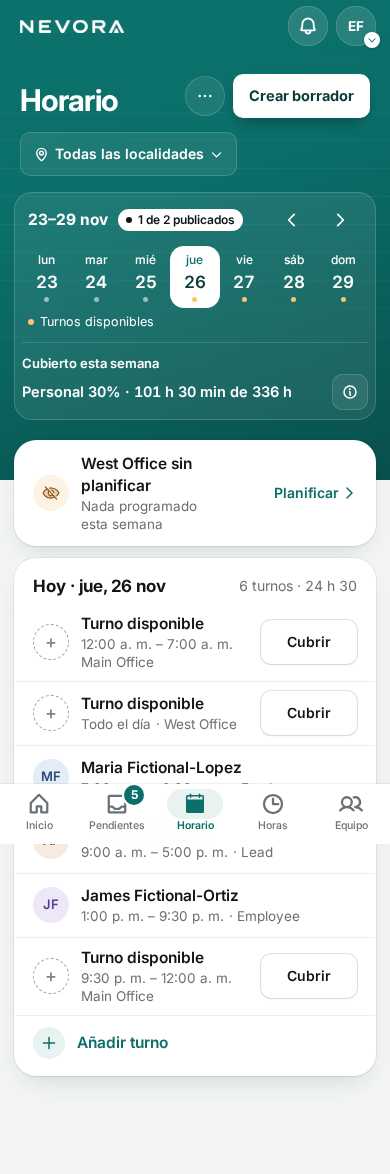 NEVORA
EF
Horario
Crear borrador
Todas las localidades
23–29 nov
1 de 2 publicados
lun mar mié jue vie sáb dom
23 24 25 26 27 28 29
Turnos disponibles
Cubierto esta semana
Personal 30% · 101 h 30 min de 336 h
West Office sin
planificar
Nada programado
esta semana
Planificar
Hoy · jue, 26 nov
6 turnos · 24 h 30
Turno disponible
12:00 a. m. – 7:00 a. m.
Main Office
Cubrir
Turno disponible
Todo el día · West Office
Cubrir
MF
Maria Fictional-Lopez
5
Inicio
Pendientes
Horario
Horas
Equipo
9:00 a. m. – 5:00 p. m. · Lead
JF
James Fictional-Ortiz
1:00 p. m. – 9:30 p. m. · Employee
Turno disponible
9:30 p. m. – 12:00 a. m.
Main Office
Cubrir
Añadir turno